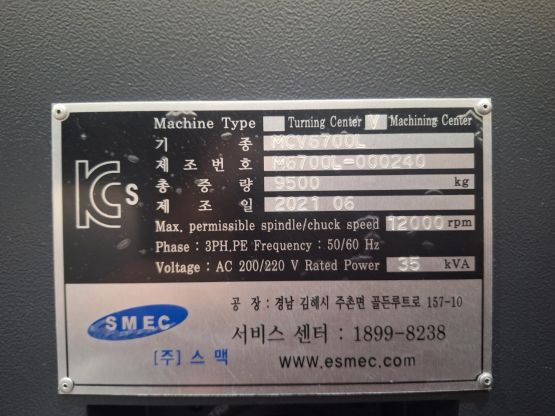 Machine Type Turning Center V Machining Center
기 종 MCV6700L
제 조 번 호 M6700L-000240
총 중 량 9500 kg
제 조 일 2021 06
Max. permissible spindle/chuck speed 12000 rpm
Phase : 3PH,PE Frequency : 50/60 Hz
Voltage : AC 200/220 V Rated Power 35 kVA
KCs
공 장 : 경남 김해시 주촌면 골든루트로 157-10
SMEC
서비스 센터 : 1899-8238
[주] 스 맥
www.esmec.com